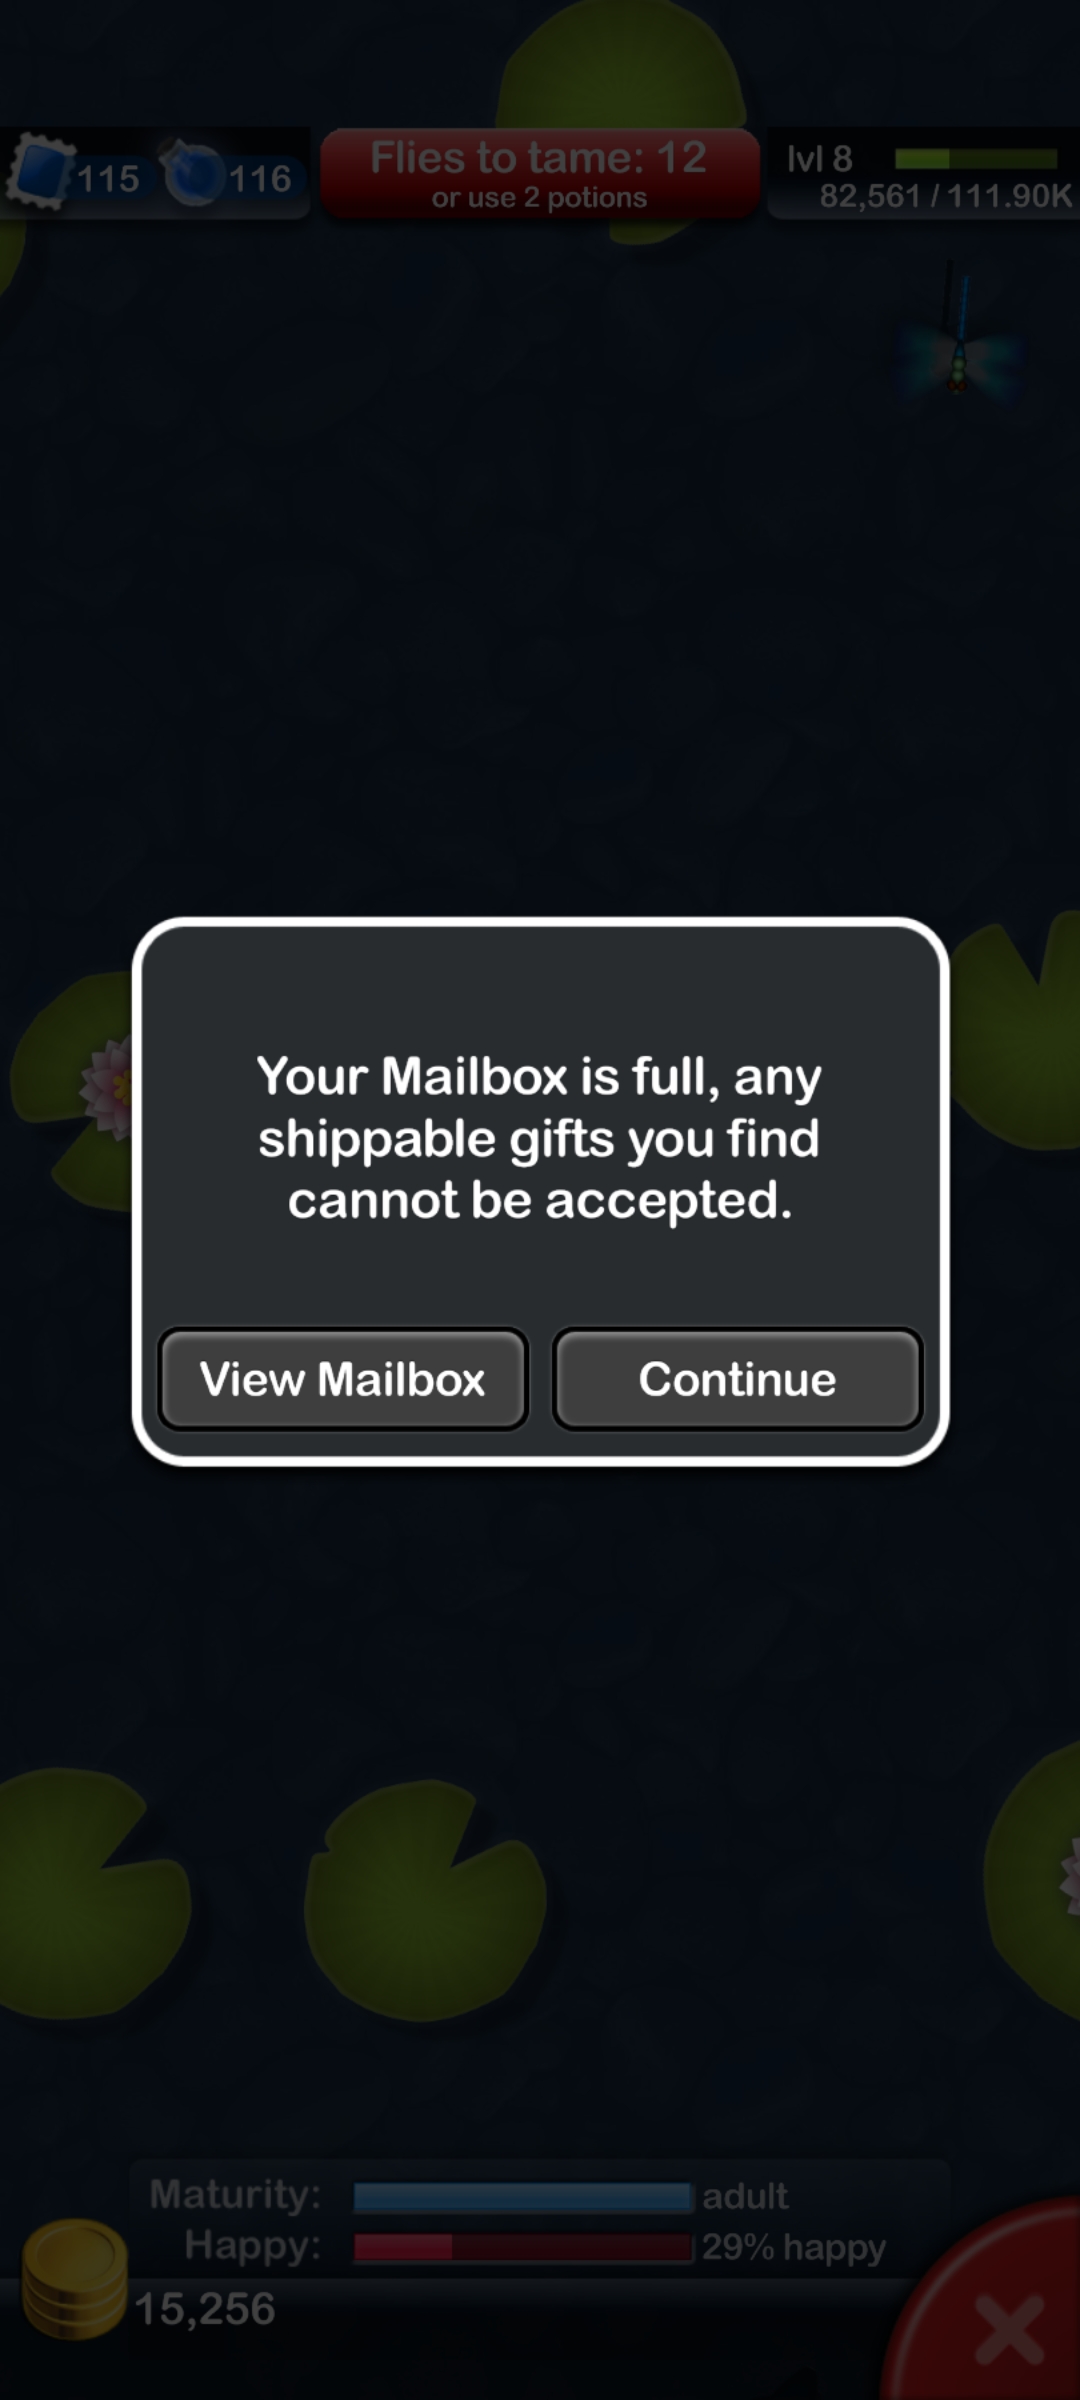 115
116
Flies to tame: 12
or use 2 potions
lvl 8
82,561 / 111.90K
Your Mailbox is full, any
shippable gifts you find
cannot be accepted.
View Mailbox
Continue
Maturity:
adult
Happy:
29% happy
15,256